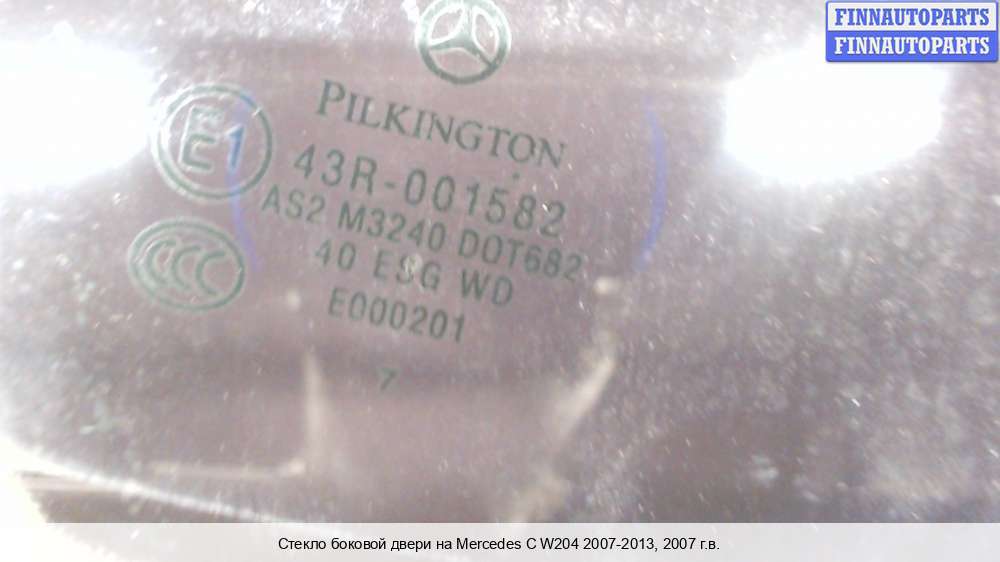 FINNAUTOPARTS
FINNAUTOPARTS
PILKINGTON
E1
43R-001582
AS2 M3240 DOT682
CCC
40 ESG WD
E000201
7
Стекло боковой двери на Mercedes C W204 2007-2013, 2007 г.в.